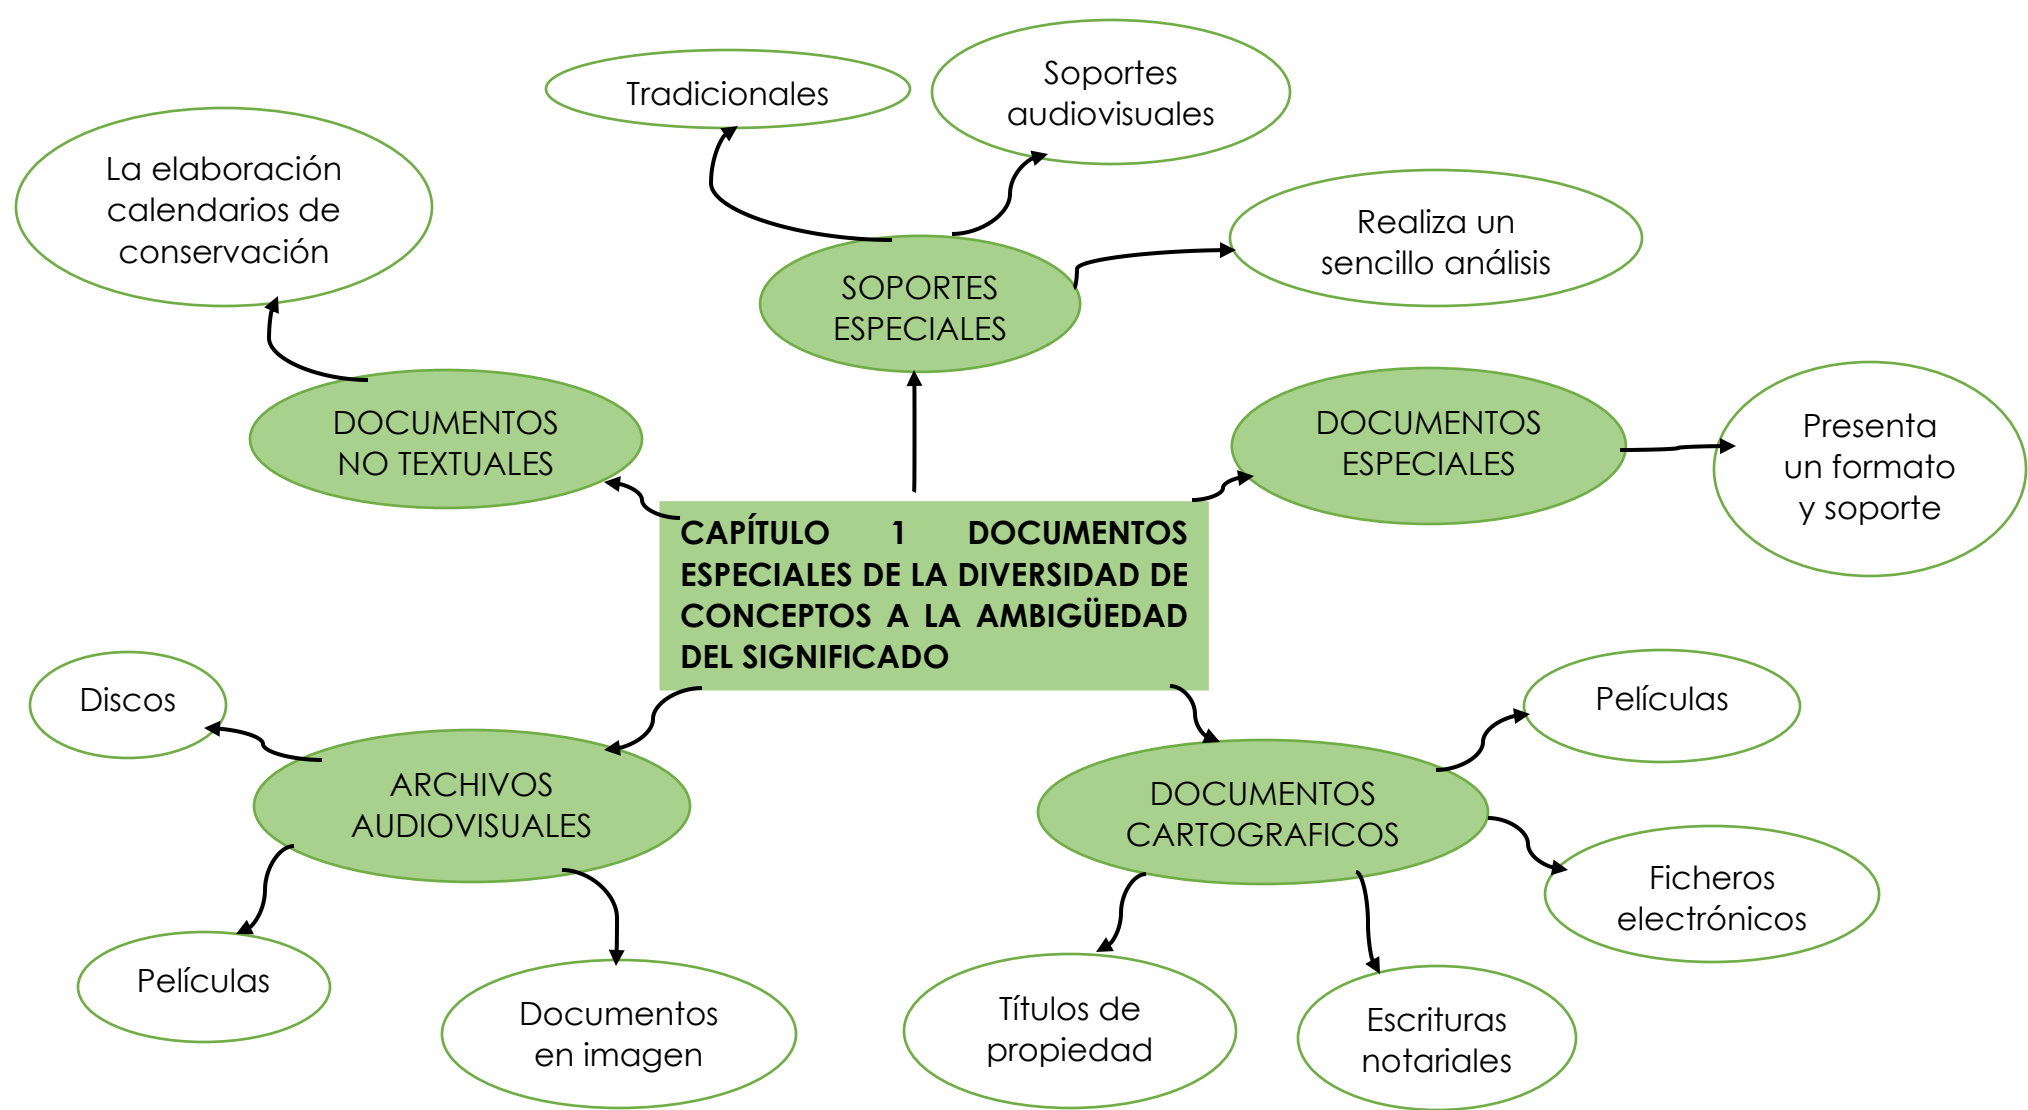 Tradicionales
Soportes
audiovisuales
La elaboración
calendarios de
conservación
Realiza un
sencillo análisis
SOPORTES
ESPECIALES
DOCUMENTOS
NO TEXTUALES
DOCUMENTOS
ESPECIALES
Presenta
un formato
y soporte
CAPÍTULO 1 DOCUMENTOS
ESPECIALES DE LA DIVERSIDAD DE
CONCEPTOS A LA AMBIGÜEDAD
DEL SIGNIFICADO
Discos
ARCHIVOS
AUDIOVISUALES
Películas
Documentos
en imagen
DOCUMENTOS
CARTOGRAFICOS
Películas
Ficheros
electrónicos
Títulos de
propiedad
Escrituras
notariales